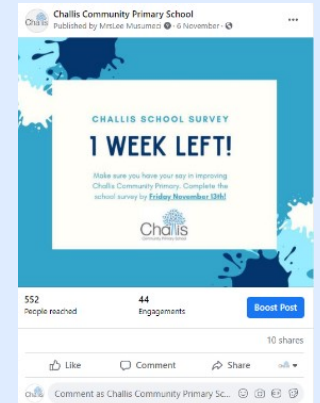 Challis Community Primary School
Published by MrsLee Musumeci · 6 November ·
CHALLIS SCHOOL SURVEY
1 WEEK LEFT!
Make sure you have your say in improving
Challis Community Primary. Complete the
school survey by Friday November 13th!
Challis
552
People reached
44
Engagements
Boost Post
10 shares
Like
Comment
Share
Comment as Challis Community Primary Sc...